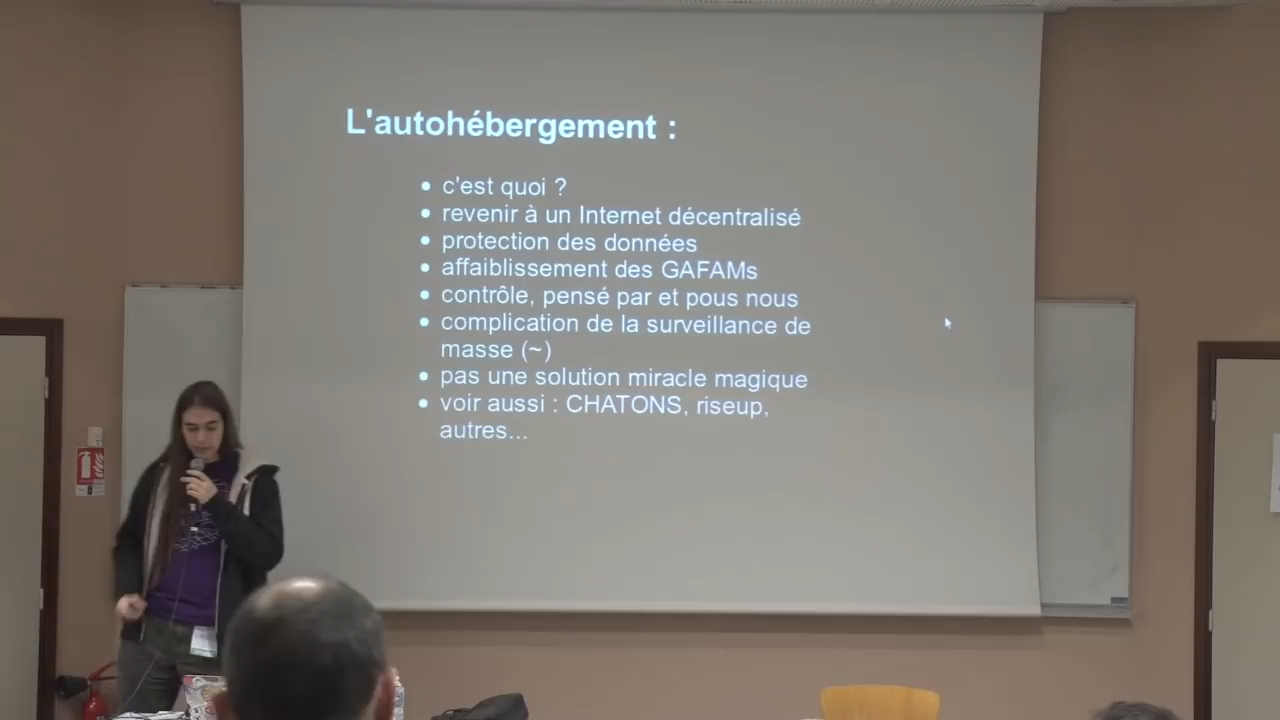 L'autohébergement :
• c'est quoi ?
• revenir à un Internet décentralisé
• protection des données
• affaiblissement des GAFAMs
• contrôle, pensé par et pous nous
• complication de la surveillance de
masse (~)
• pas une solution miracle magique
• voir aussi : CHATONS, riseup,
autres...